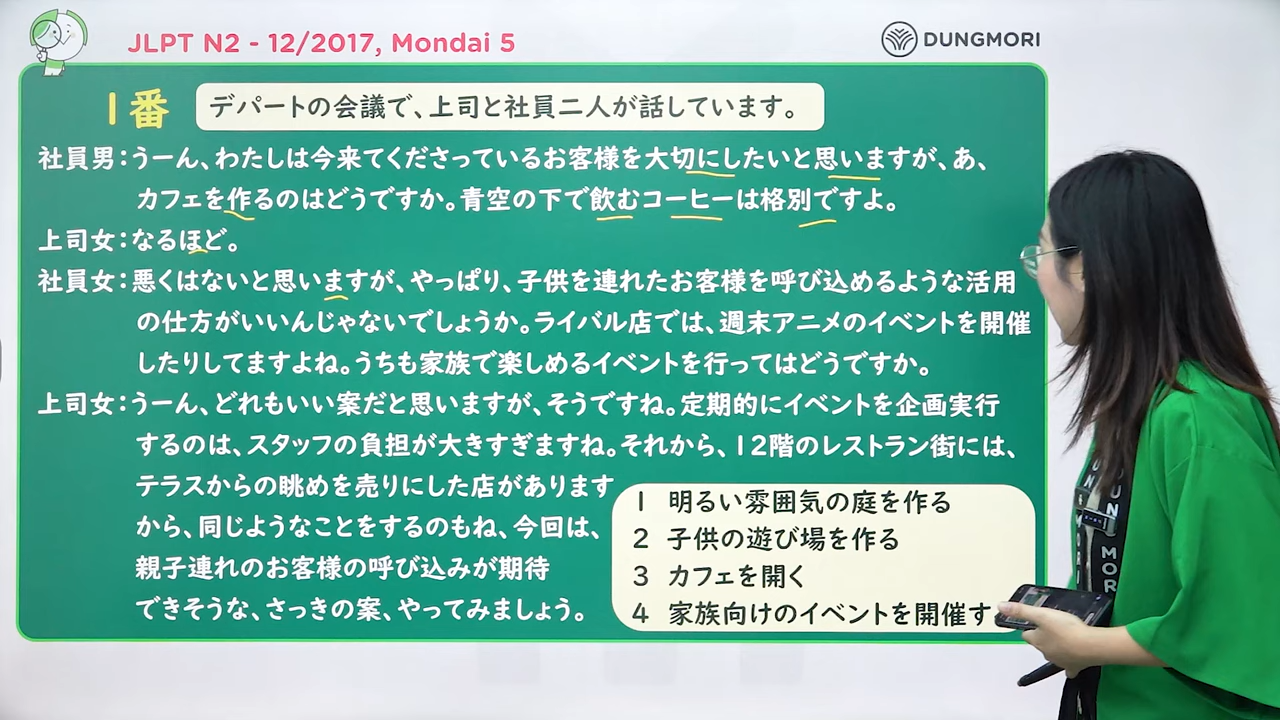 JLPT N2 - 12/2017, Mondai 5
DUNGMORI
1番
デパートの会議で、上司と社員二人が話しています。
社員男：うーん、わたしは今来てくださっているお客様を大切にしたいと思いますが、あ、
カフェを作るのはどうですか。青空の下で飲むコーヒーは格別ですよ。
上司女：なるほど。
社員女：悪くはないと思いますが、やっぱり、子供を連れたお客様を呼び込めるような活用
の仕方がいいんじゃないでしょうか。ライバル店では、週末アニメのイベントを開催
したりしてますよね。うちも家族で楽しめるイベントを行ってはどうですか。
上司女：うーん、どれもいい案だと思いますが、そうですね。定期的にイベントを企画実行
するのは、スタッフの負担が大きすぎますね。それから、12階のレストラン街には、
テラスからの眺めを売りにした店があります
から、同じようなことをするのもね、今回は、
親子連れのお客様の呼び込みが期待
できそうな、さっきの案、やってみましょう。
1 明るい雰囲気の庭を作る
2 子供の遊び場を作る
3 カフェを開く
4 家族向けのイベントを開催す